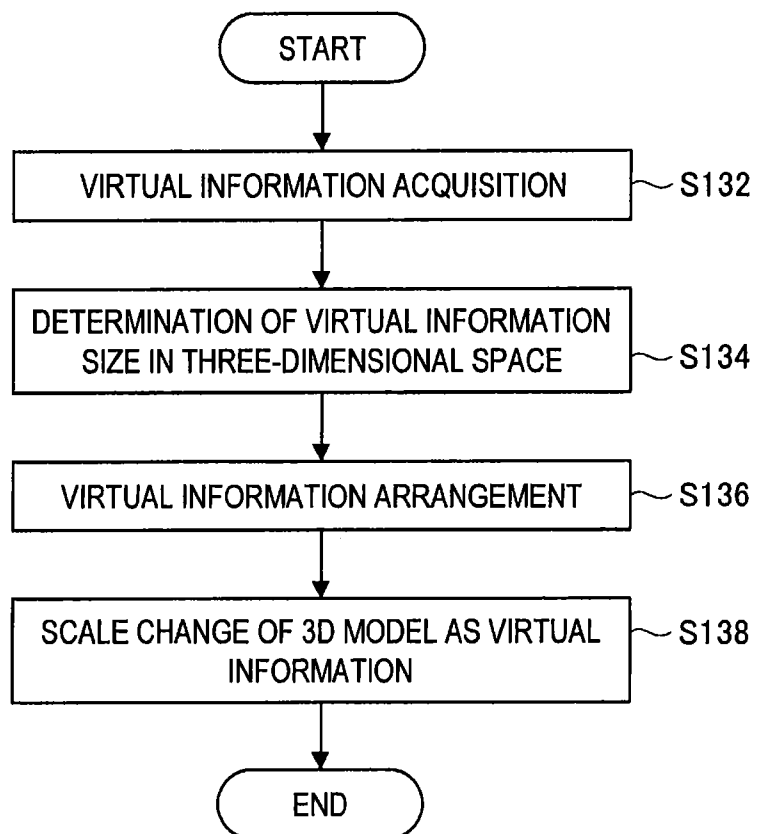 START
VIRTUAL INFORMATION ACQUISITION
S132
DETERMINATION OF VIRTUAL INFORMATION
SIZE IN THREE-DIMENSIONAL SPACE
S134
VIRTUAL INFORMATION ARRANGEMENT
S136
SCALE CHANGE OF 3D MODEL AS VIRTUAL
INFORMATION
S138
END